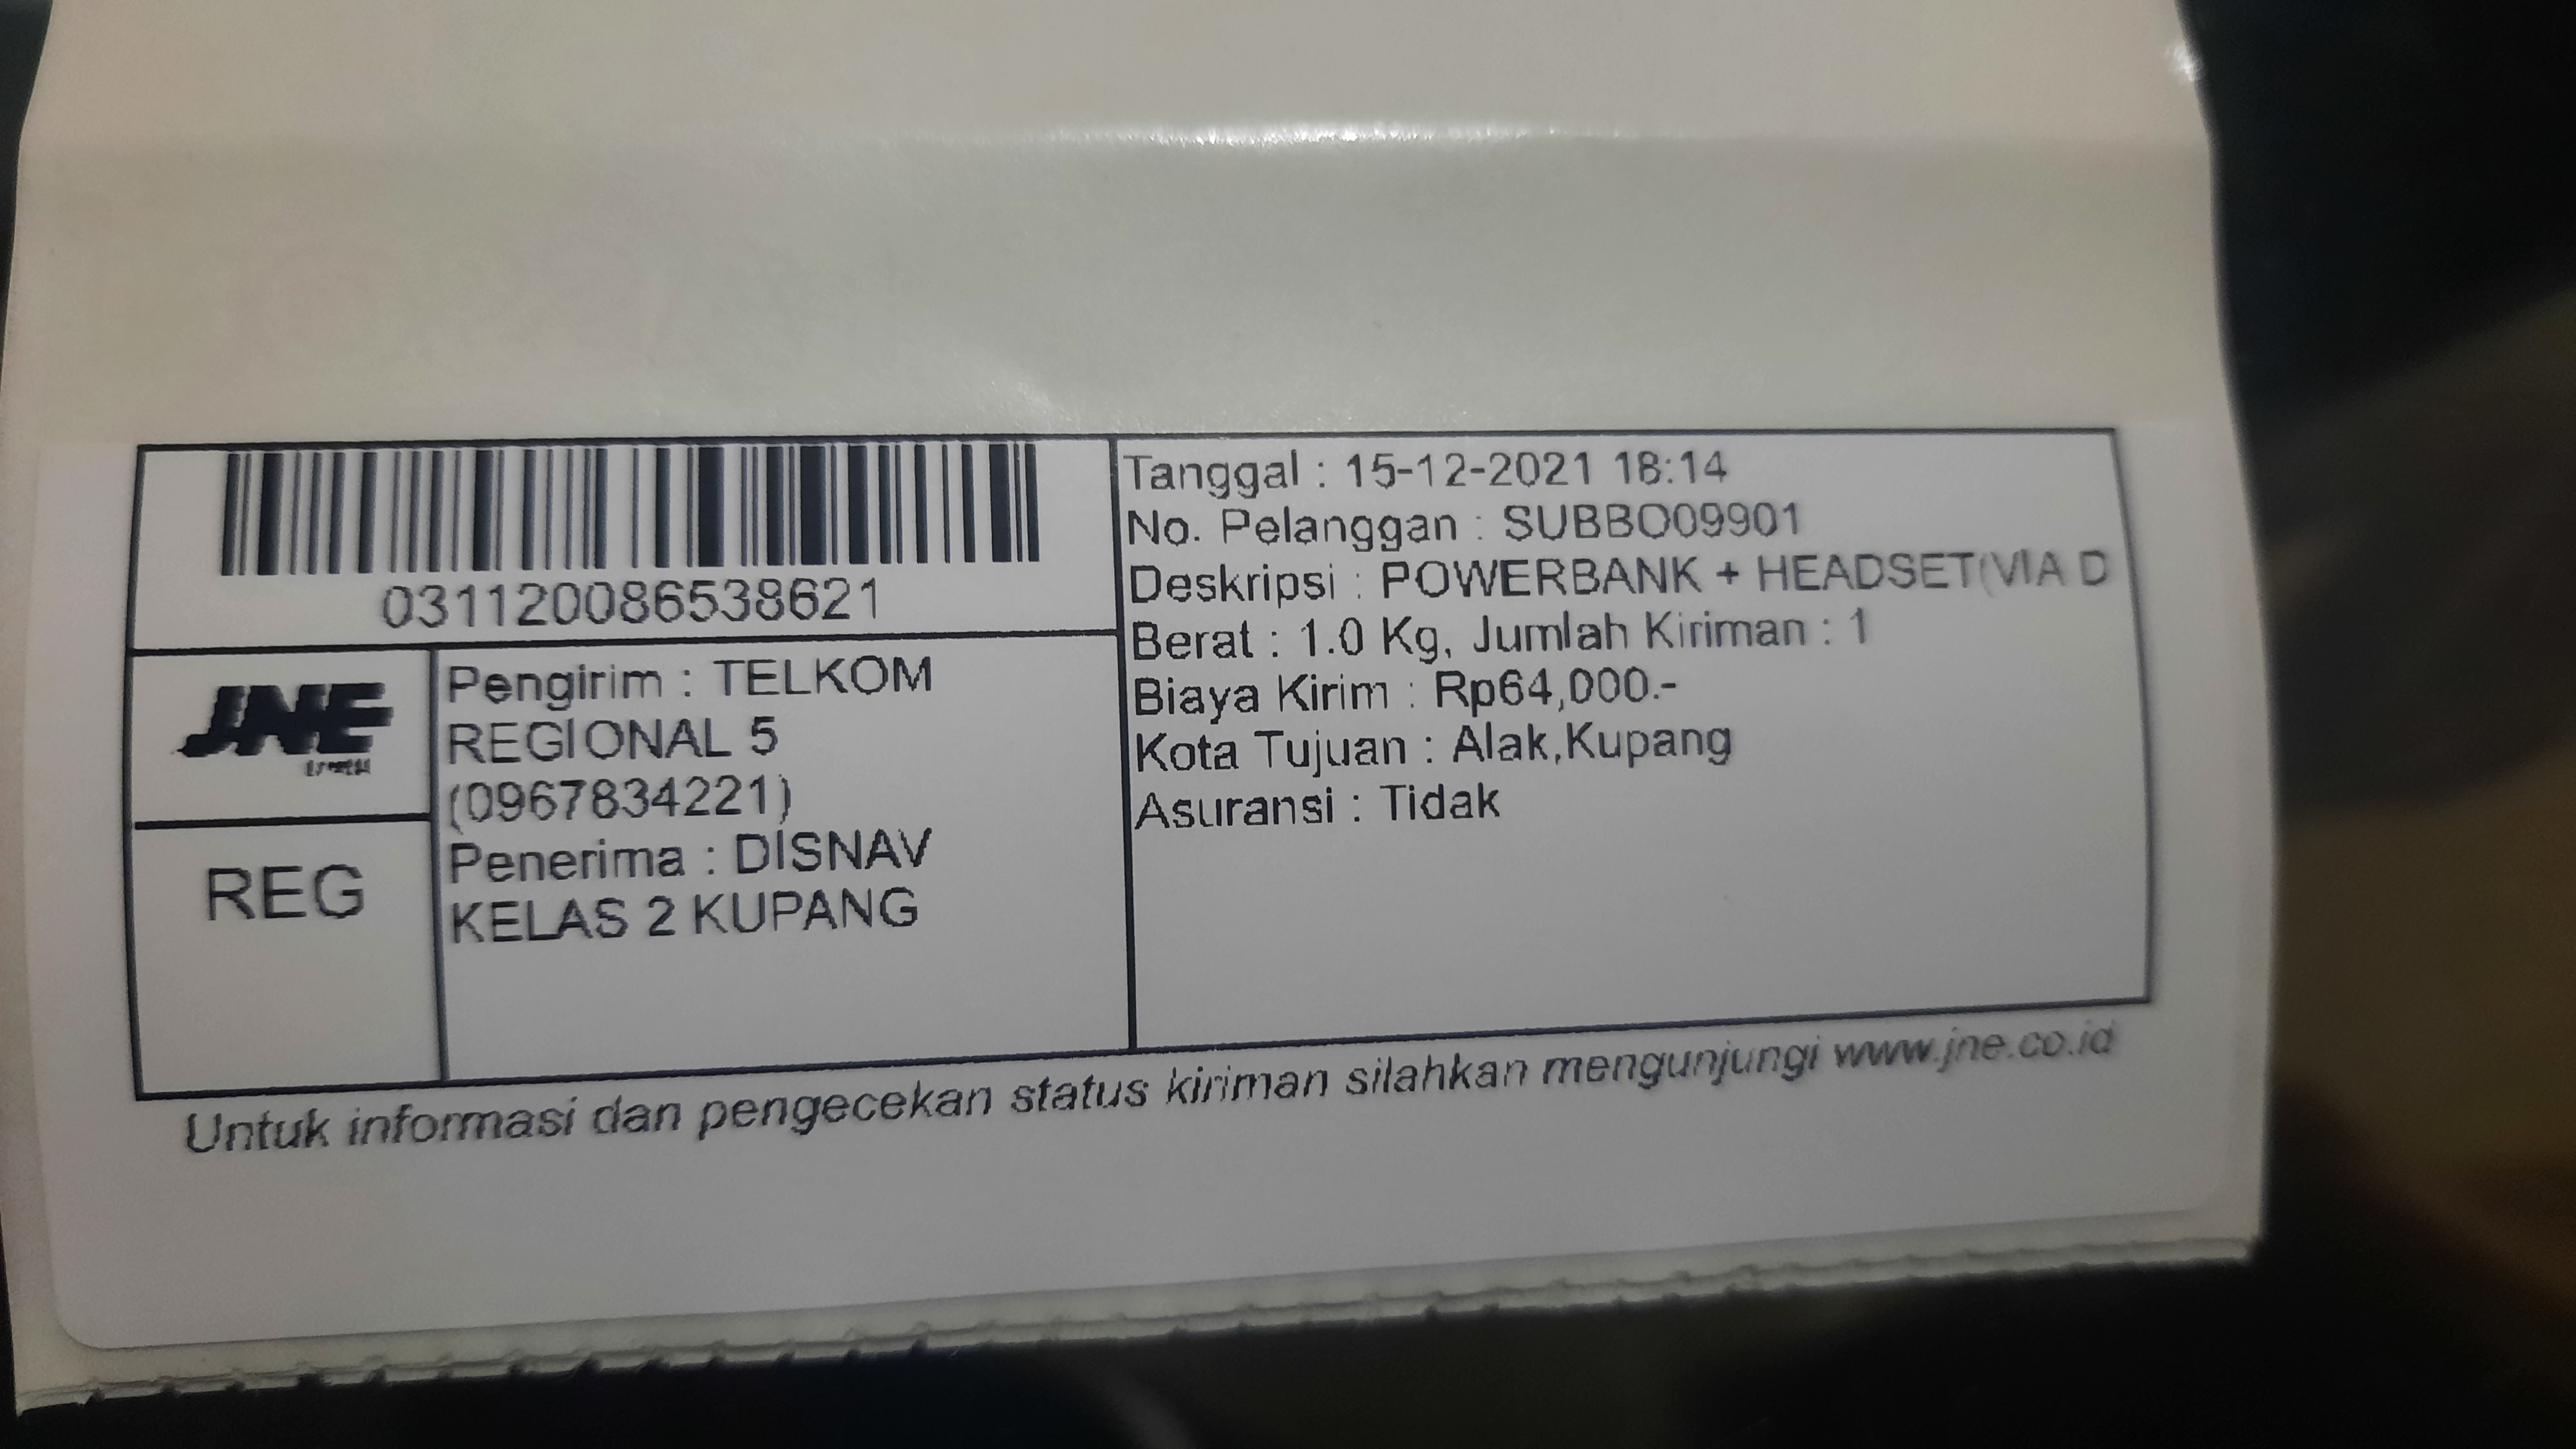 031120086538621
JNE
REG
Pengirim : TELKOM
REGIONAL 5
(0967834221)
Penerima : DISNAV
KELAS 2 KUPANG
Tanggal : 15-12-2021 18:14
No. Pelanggan : SUBBO09901
Deskripsi : POWERBANK + HEADSET(VIA D
Berat : 1.0 Kg, Jumlah Kiriman : 1
Biaya Kirim : Rp64,000.-
Kota Tujuan : Alak,Kupang
Asuransi : Tidak
Untuk informasi dan pengecekan status kiriman silahkan mengunjungi www.jne.co.id